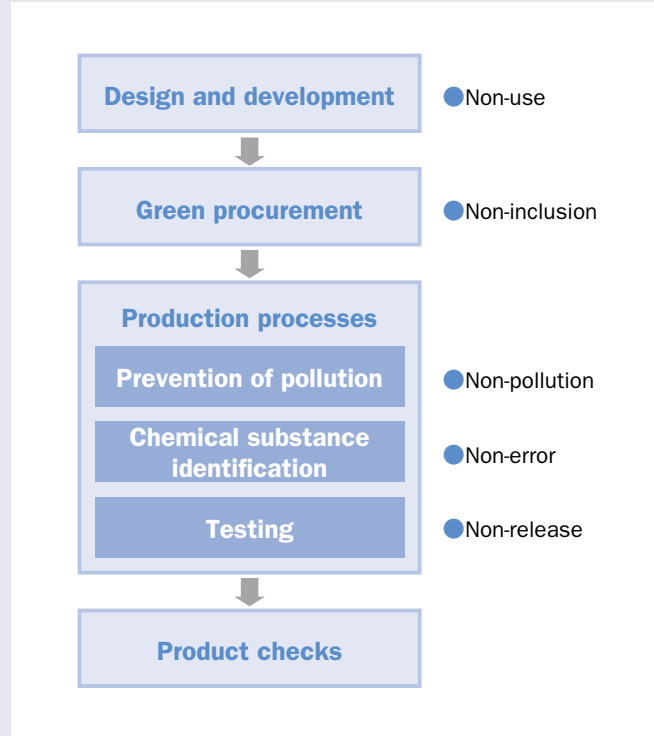 Design and development
●Non-use
Green procurement
●Non-inclusion
Production processes
Prevention of pollution
●Non-pollution
Chemical substance
identification
●Non-error
Testing
●Non-release
Product checks